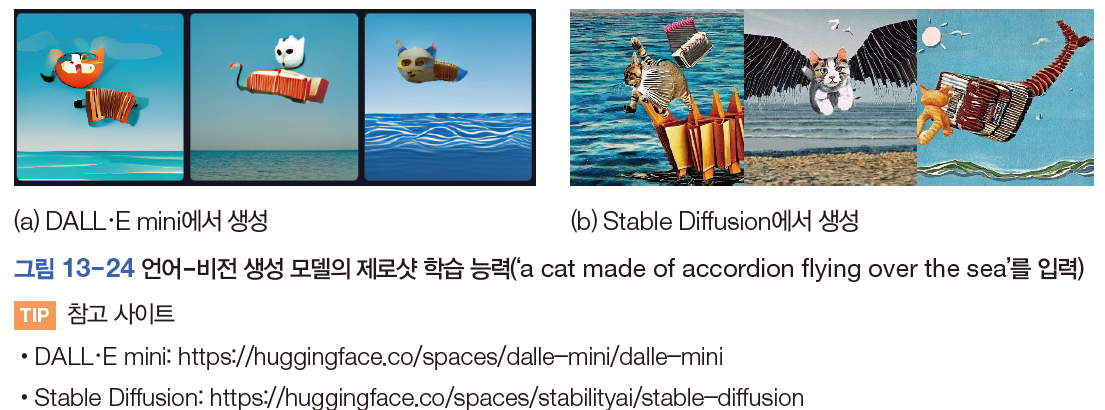 (a) DALL·E mini에서 생성
(b) Stable Diffusion에서 생성
그림 13-24 언어-비전 생성 모델의 제로샷 학습 능력(‘a cat made of accordion flying over the sea’를 입력)
TIP 참고 사이트
• DALL·E mini: https://huggingface.co/spaces/dalle-mini/dalle-mini
• Stable Diffusion: https://huggingface.co/spaces/stabilityai/stable-diffusion